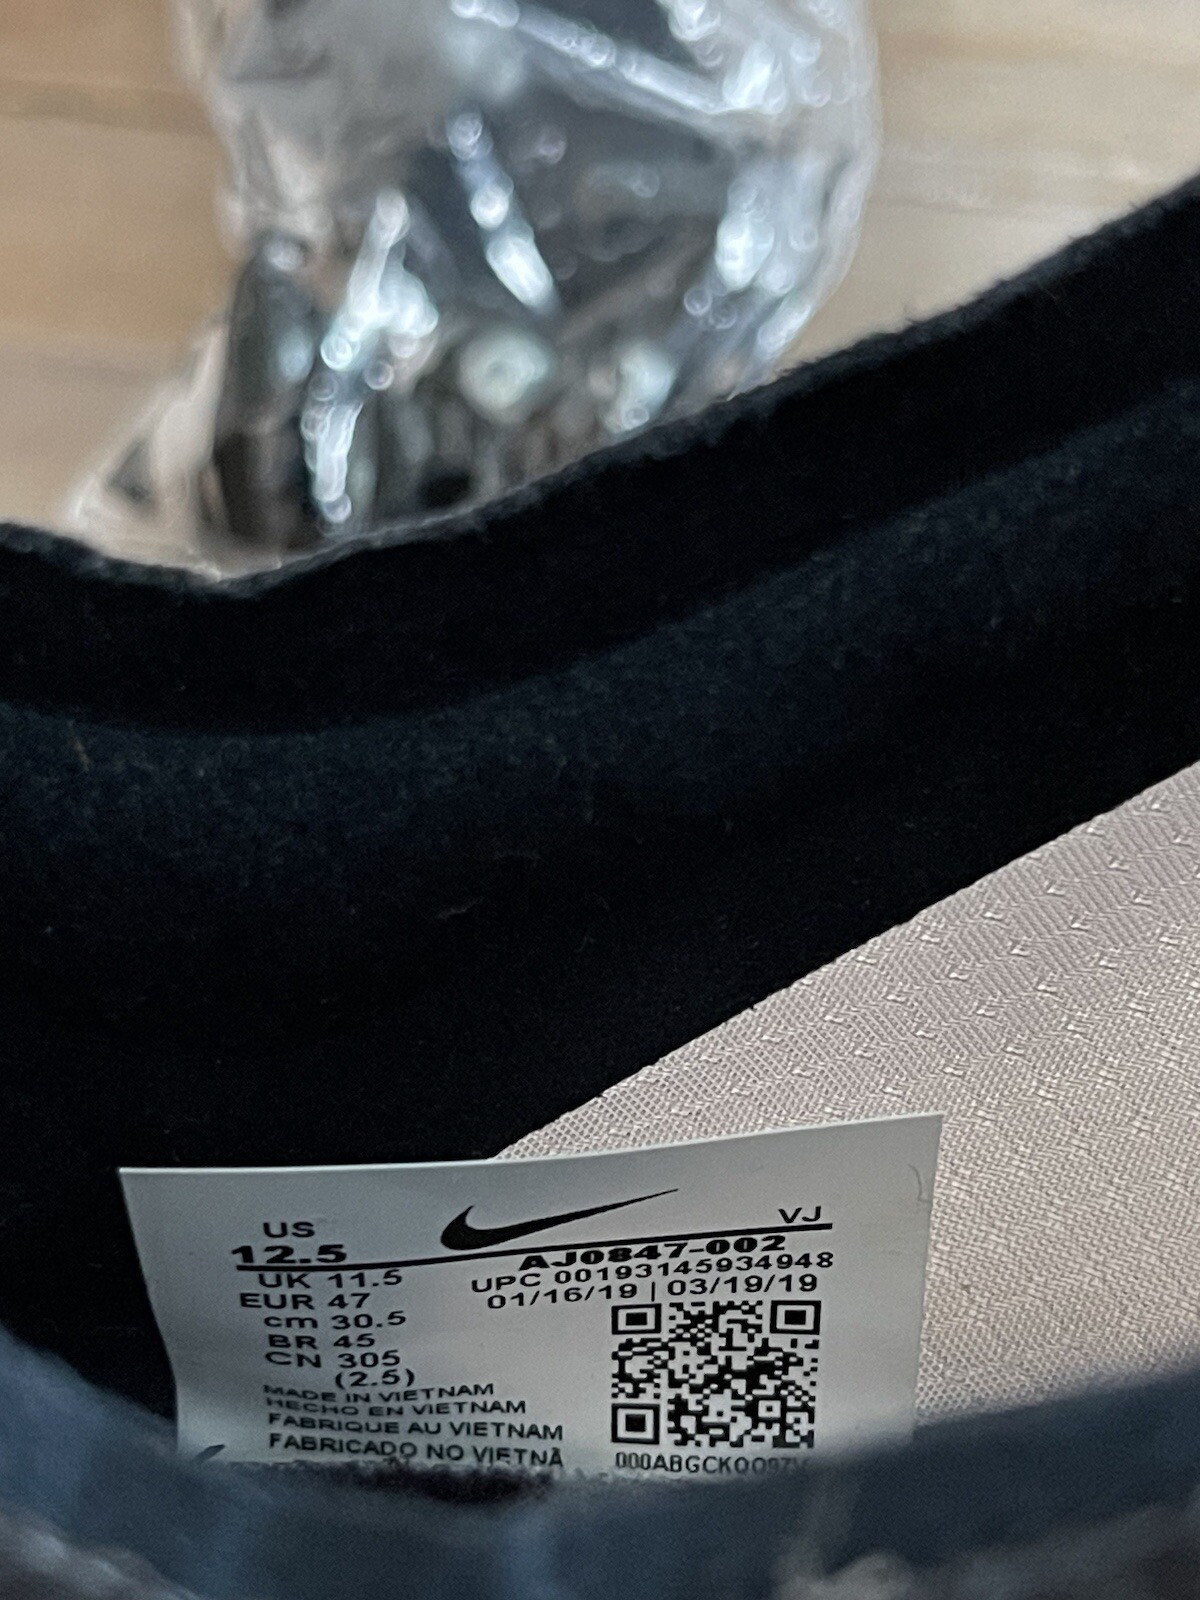 US
12.5
VJ
AJ0847-002
UK 11.5
UPC 00193145934948
EUR 47
01/16/19 | 03/19/19
cm 30.5
BR 45
CN 305
(2.5)
MADE IN VIETNAM
HECHO EN VIETNAM
FABRIQUE AU VIETNAM
FABRICADO NO VIETNÃ